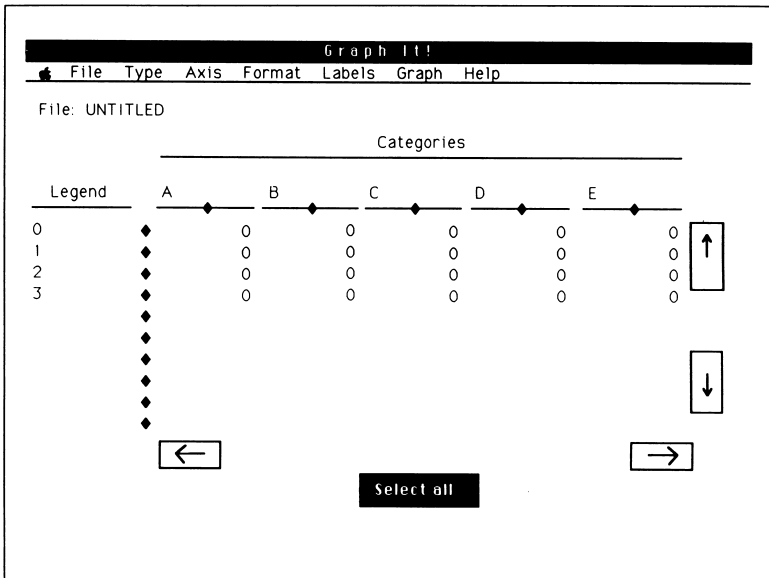 Graph It!
File Type Axis Format Labels Graph Help
File: UNTITLED
Categories
Legend A B C D E
0 0 0 0 0 0
1 0 0 0 0 0
2 0 0 0 0 0
3 0 0 0 0 0
Select all